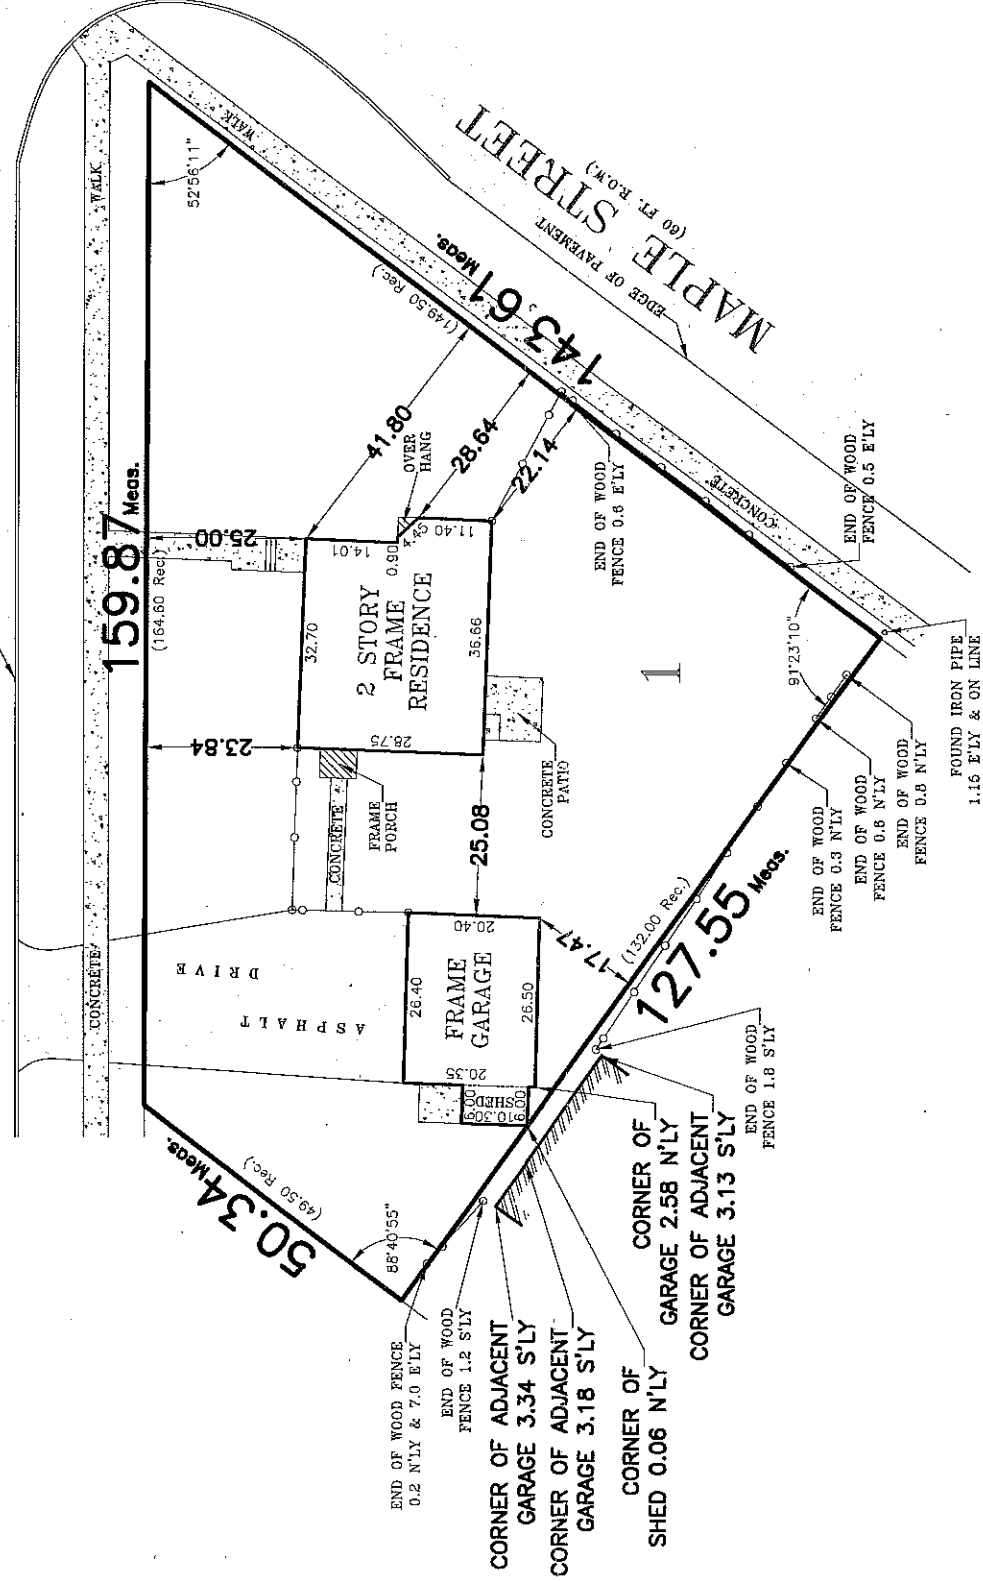 WALK
WALK
52°56'11"
MAPLE STREET
(60 FT. R.O.W.)
EDGE OF PAVEMENT
159.87 Meas.
(164.60 Rec.)
143.61 Meas.
(149.50 Rec.)
41.80
OVER
HANG
28.64
22.14
25.00
14.01
0.90
4.45
11.40
32.70
2 STORY
FRAME
RESIDENCE
36.66
28.75
23.84
END OF WOOD
FENCE 0.6 E'LY
CONCRETE
END OF WOOD
FENCE 0.5 E'LY
1
91°23'10"
FOUND IRON PIPE
1.15 E'LY & ON LINE
CONCRETE
PATIO
FRAME
PORCH
CONCRETE
25.08
END OF WOOD
FENCE 0.3 N'LY
END OF WOOD
FENCE 0.6 N'LY
END OF WOOD
FENCE 0.8 N'LY
CONCRETE
ASPHALT
DRIVE
20.40
26.40
FRAME
GARAGE
26.50
20.35
17.47
(132.00 Rec.)
127.55 Meas.
6.00
SHED
10.30
6.00
END OF WOOD
FENCE 1.8 S'LY
50.34 Meas.
(49.50 Rec.)
88°40'55"
CORNER OF
GARAGE 2.58 N'LY
CORNER OF ADJACENT
GARAGE 3.13 S'LY
END OF WOOD FENCE
0.2 N'LY & 7.0 E'LY
END OF WOOD
FENCE 1.2 S'LY
CORNER OF ADJACENT
GARAGE 3.34 S'LY
CORNER OF ADJACENT
GARAGE 3.18 S'LY
CORNER OF
SHED 0.06 N'LY